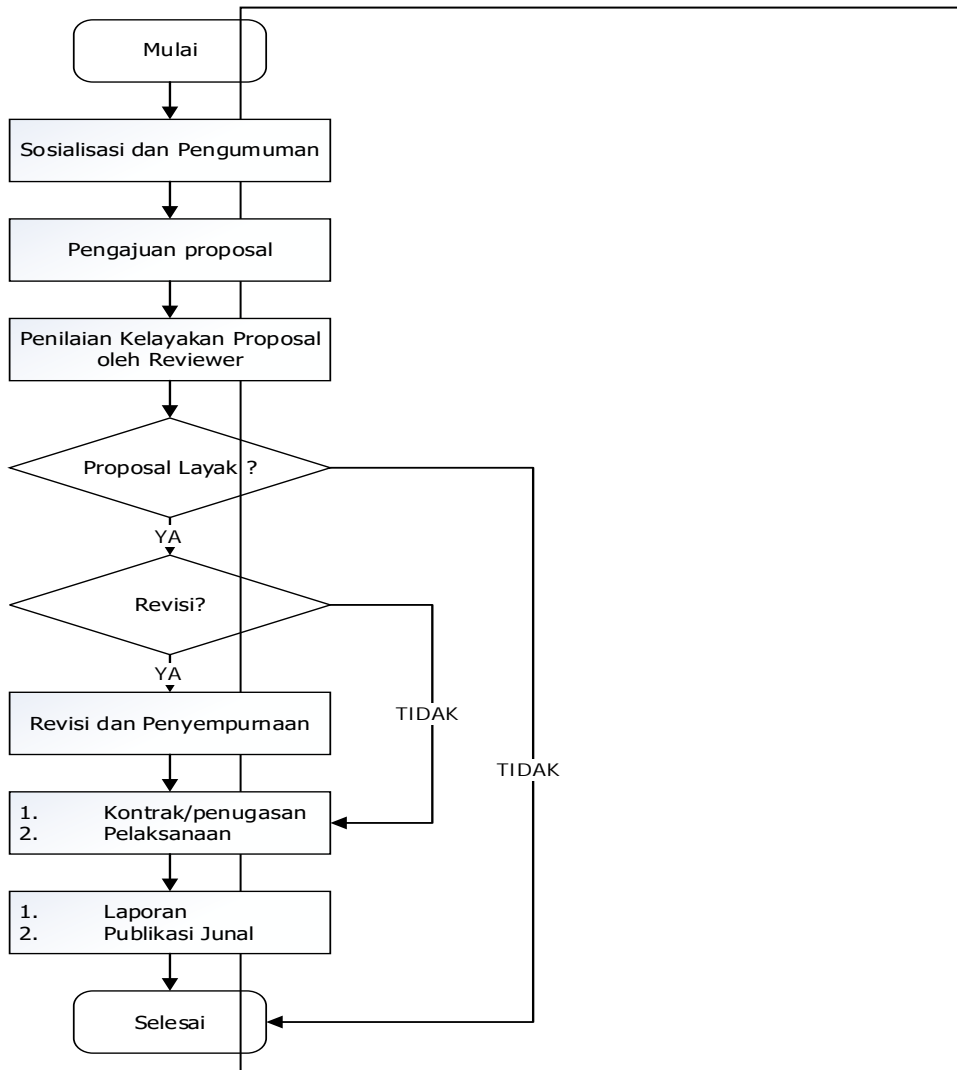 Mulai
Sosialisasi dan Pengumuman
Pengajuan proposal
Penilaian Kelayakan Proposal
oleh Reviewer
Proposal Layak ?
YA
Revisi?
YA
Revisi dan Penyempurnaan
TIDAK
TIDAK
1. Kontrak/penugasan
2. Pelaksanaan
1. Laporan
2. Publikasi Junal
Selesai